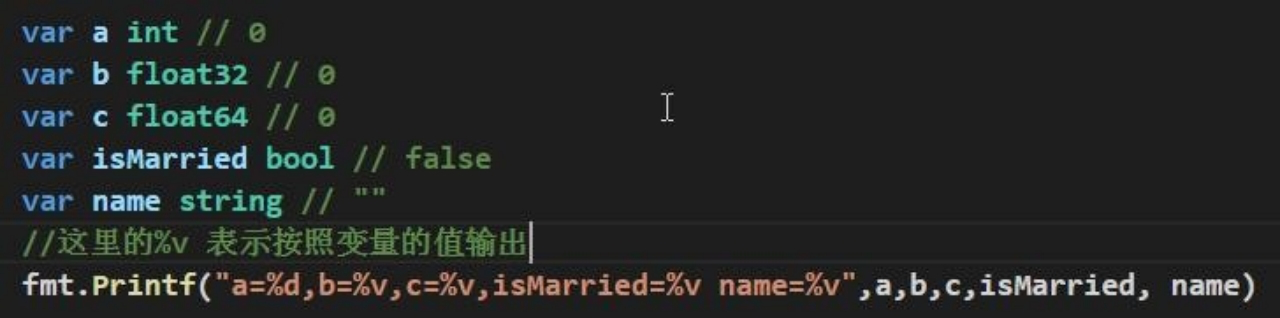 var a int // 0
var b float32 // 0
var c float64 // 0
var isMarried bool // false
var name string // ""
//这里的%v 表示按照变量的值输出
fmt.Printf("a=%d,b=%v,c=%v,isMarried=%v name=%v",a,b,c,isMarried, name)